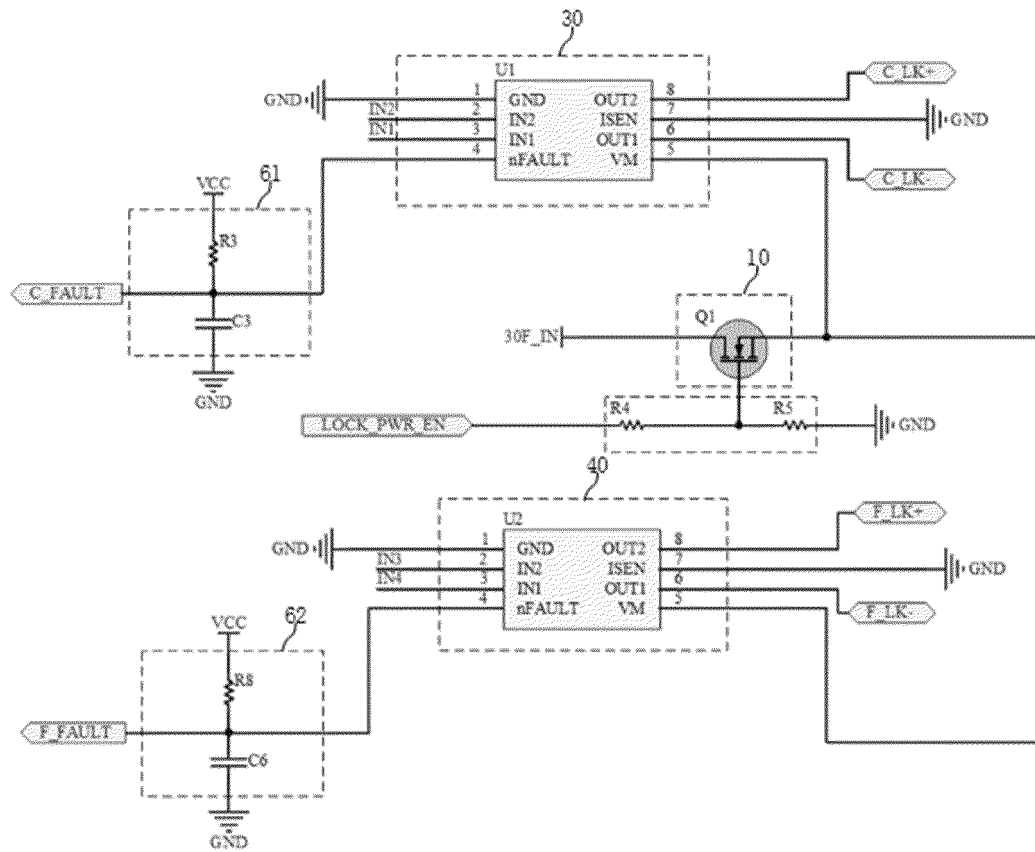 30
U1
GND
1
GND
OUT2
8
C_LK+
IN2
2
IN2
ISEN
7
GND
IN1
3
IN1
OUT1
6
4
nFAULT
VM
5
C_LK-
61
VCC
R3
C_FAULT
C3
GND
10
Q1
30F_IN
R4
R5
LOCK_PWR_EN
GND
40
U2
F_LK+
GND
1
GND
OUT2
8
IN3
2
IN2
ISEN
7
GND
IN4
3
IN1
OUT1
6
4
nFAULT
VM
5
F_LK-
62
VCC
R8
F_FAULT
C6
GND